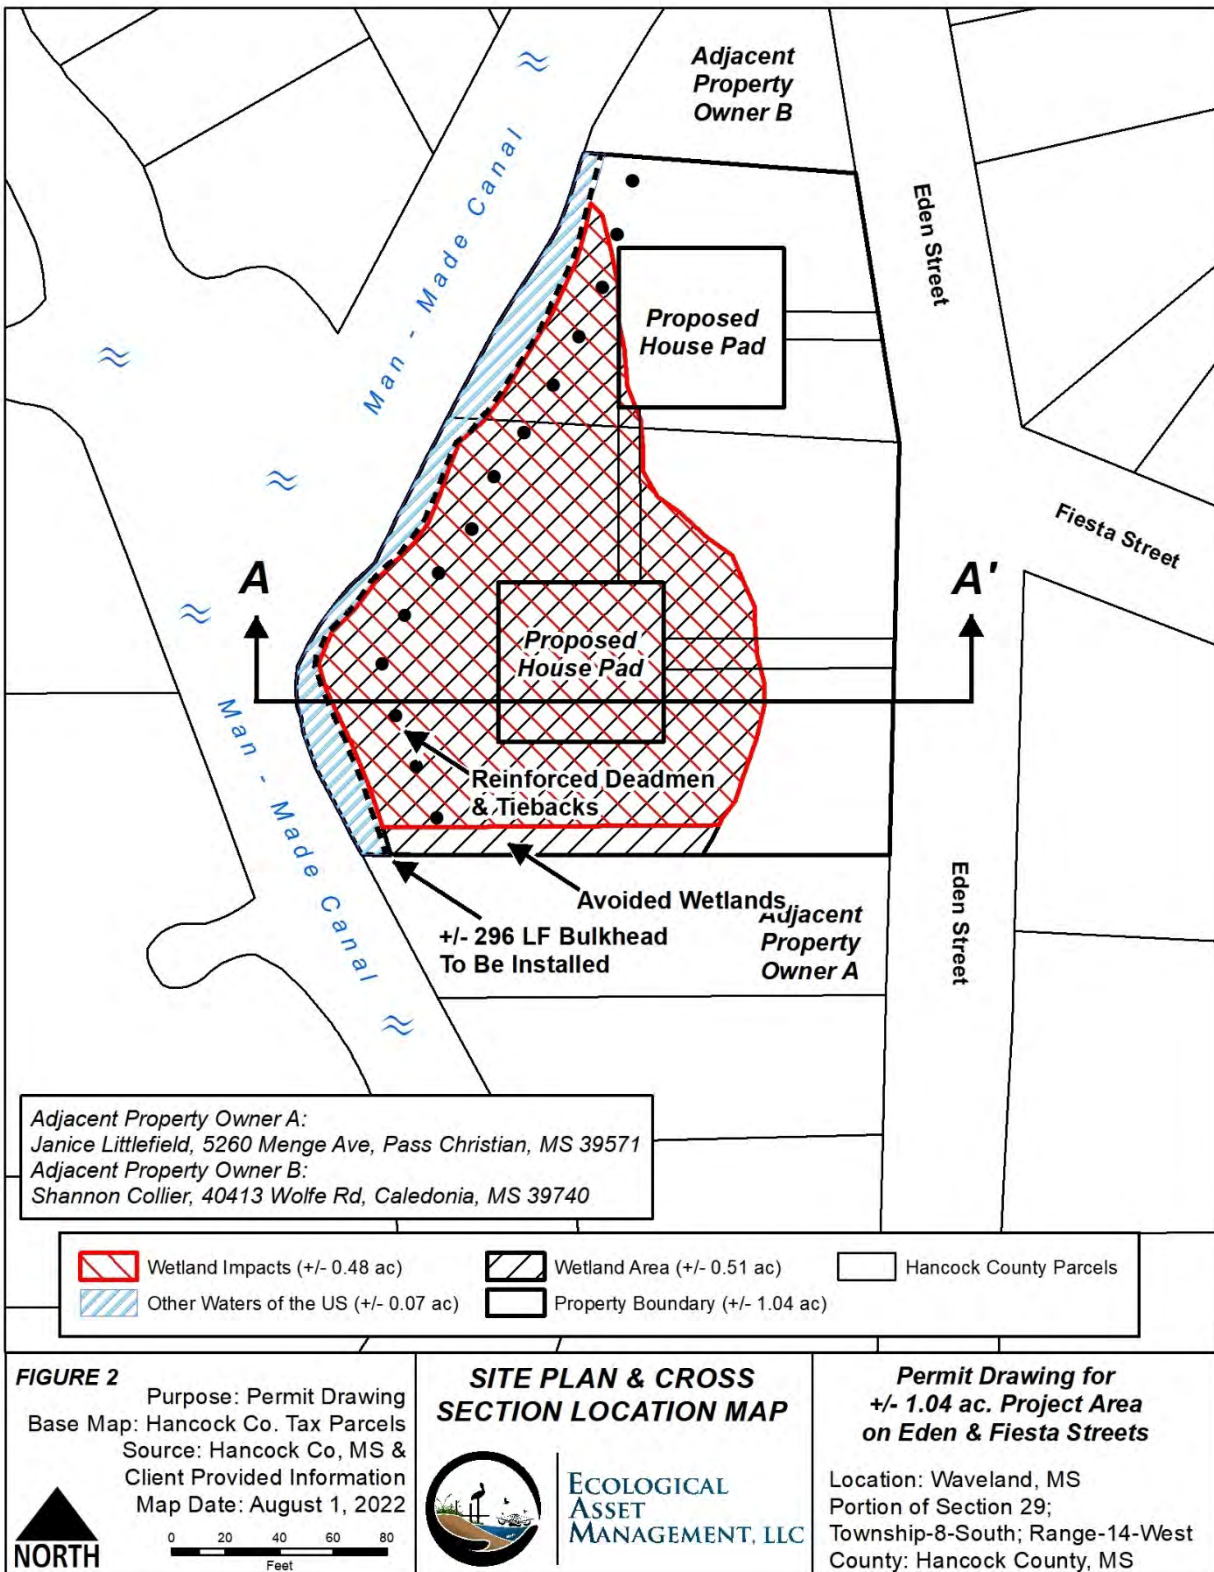 Adjacent
Property
Owner B
Man - Made Canal
Eden Street
Proposed
House Pad
Fiesta Street
A
A'
Proposed
House Pad
Man - Made Canal
Reinforced Deadmen
& Tiebacks
Avoided Wetlands
+/- 296 LF Bulkhead
To Be Installed
Adjacent
Property
Owner A
Eden Street
Adjacent Property Owner A:
Janice Littlefield, 5260 Menge Ave, Pass Christian, MS 39571
Adjacent Property Owner B:
Shannon Collier, 40413 Wolfe Rd, Caledonia, MS 39740
Wetland Impacts (+/- 0.48 ac)
Wetland Area (+/- 0.51 ac)
Hancock County Parcels
Other Waters of the US (+/- 0.07 ac)
Property Boundary (+/- 1.04 ac)
FIGURE 2
Purpose: Permit Drawing
Base Map: Hancock Co. Tax Parcels
Source: Hancock Co, MS &
Client Provided Information
Map Date: August 1, 2022
NORTH
0 20 40 60 80
Feet
SITE PLAN & CROSS
SECTION LOCATION MAP
ECOLOGICAL
ASSET
MANAGEMENT, LLC
Permit Drawing for
+/- 1.04 ac. Project Area
on Eden & Fiesta Streets
Location: Waveland, MS
Portion of Section 29;
Township-8-South; Range-14-West
County: Hancock County, MS